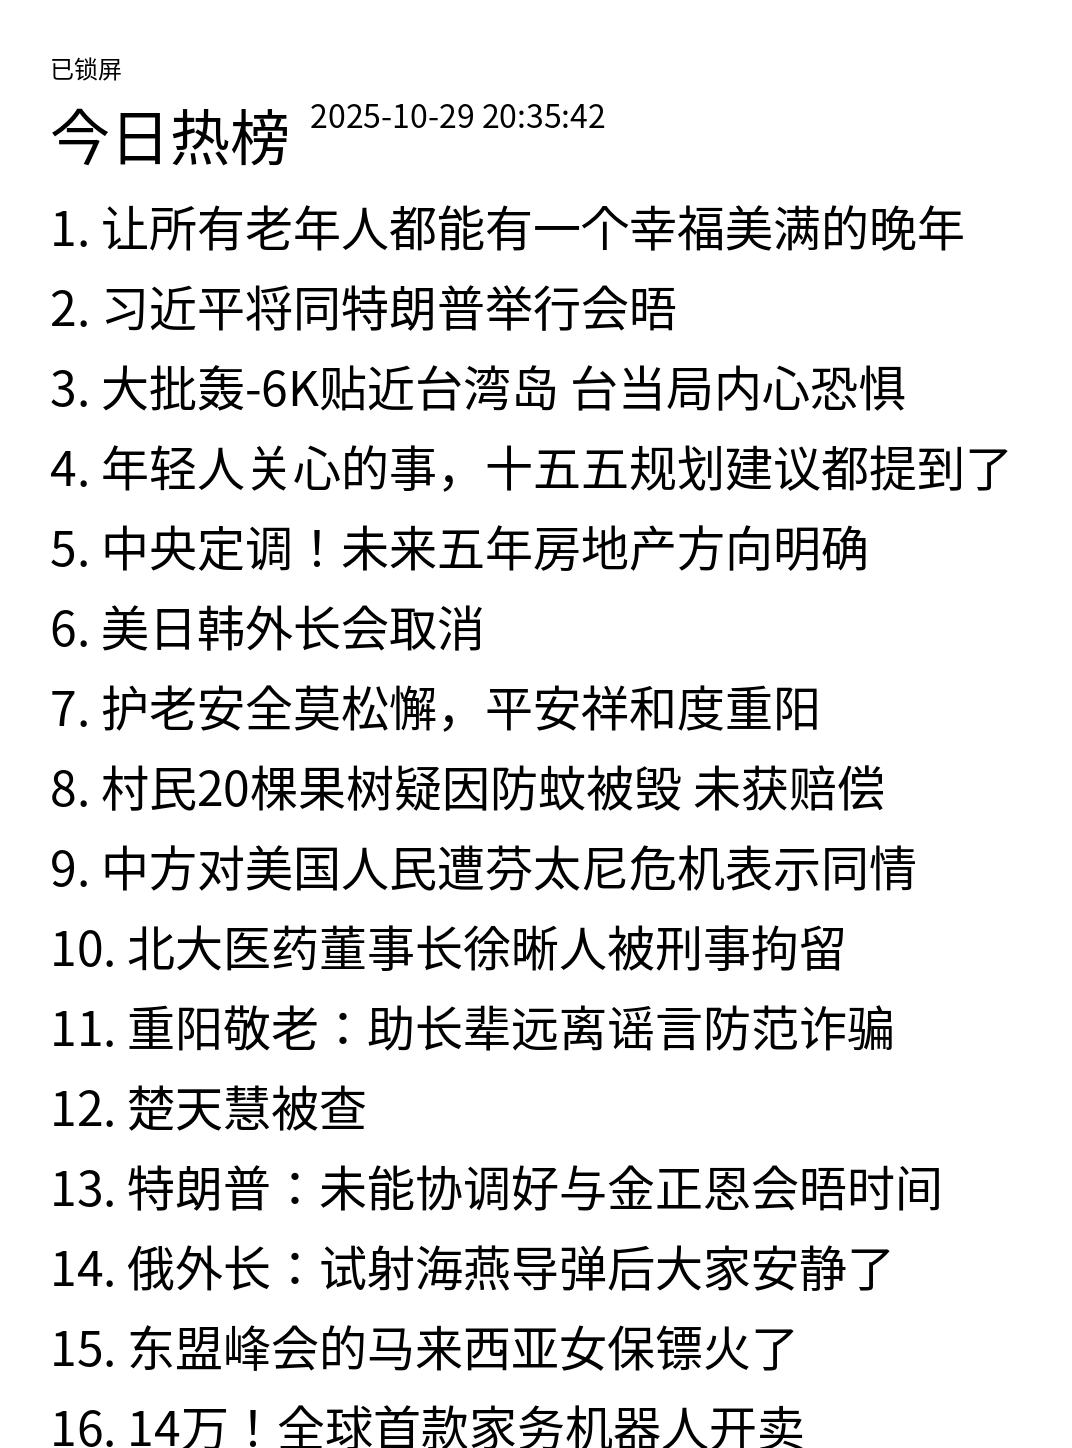 已锁屏
今日热榜 2025-10-29 20:35:42
1. 让所有老年人都能有一个幸福美满的晚年
2. 习近平将同特朗普举行会晤
3. 大批轰-6K贴近台湾岛 台当局内心恐惧
4. 年轻人关心的事，十五五规划建议都提到了
5. 中央定调！未来五年房地产方向明确
6. 美日韩外长会取消
7. 护老安全莫松懈，平安祥和度重阳
8. 村民20棵果树疑因防蚊被毁 未获赔偿
9. 中方对美国人民遭芬太尼危机表示同情
10. 北大医药董事长徐晰人被刑事拘留
11. 重阳敬老：助长辈远离谣言防范诈骗
12. 楚天慧被查
13. 特朗普：未能协调好与金正恩会晤时间
14. 俄外长：试射海燕导弹后大家安静了
15. 东盟峰会的马来西亚女保镖火了
16. 14万！全球首款家务机器人开卖